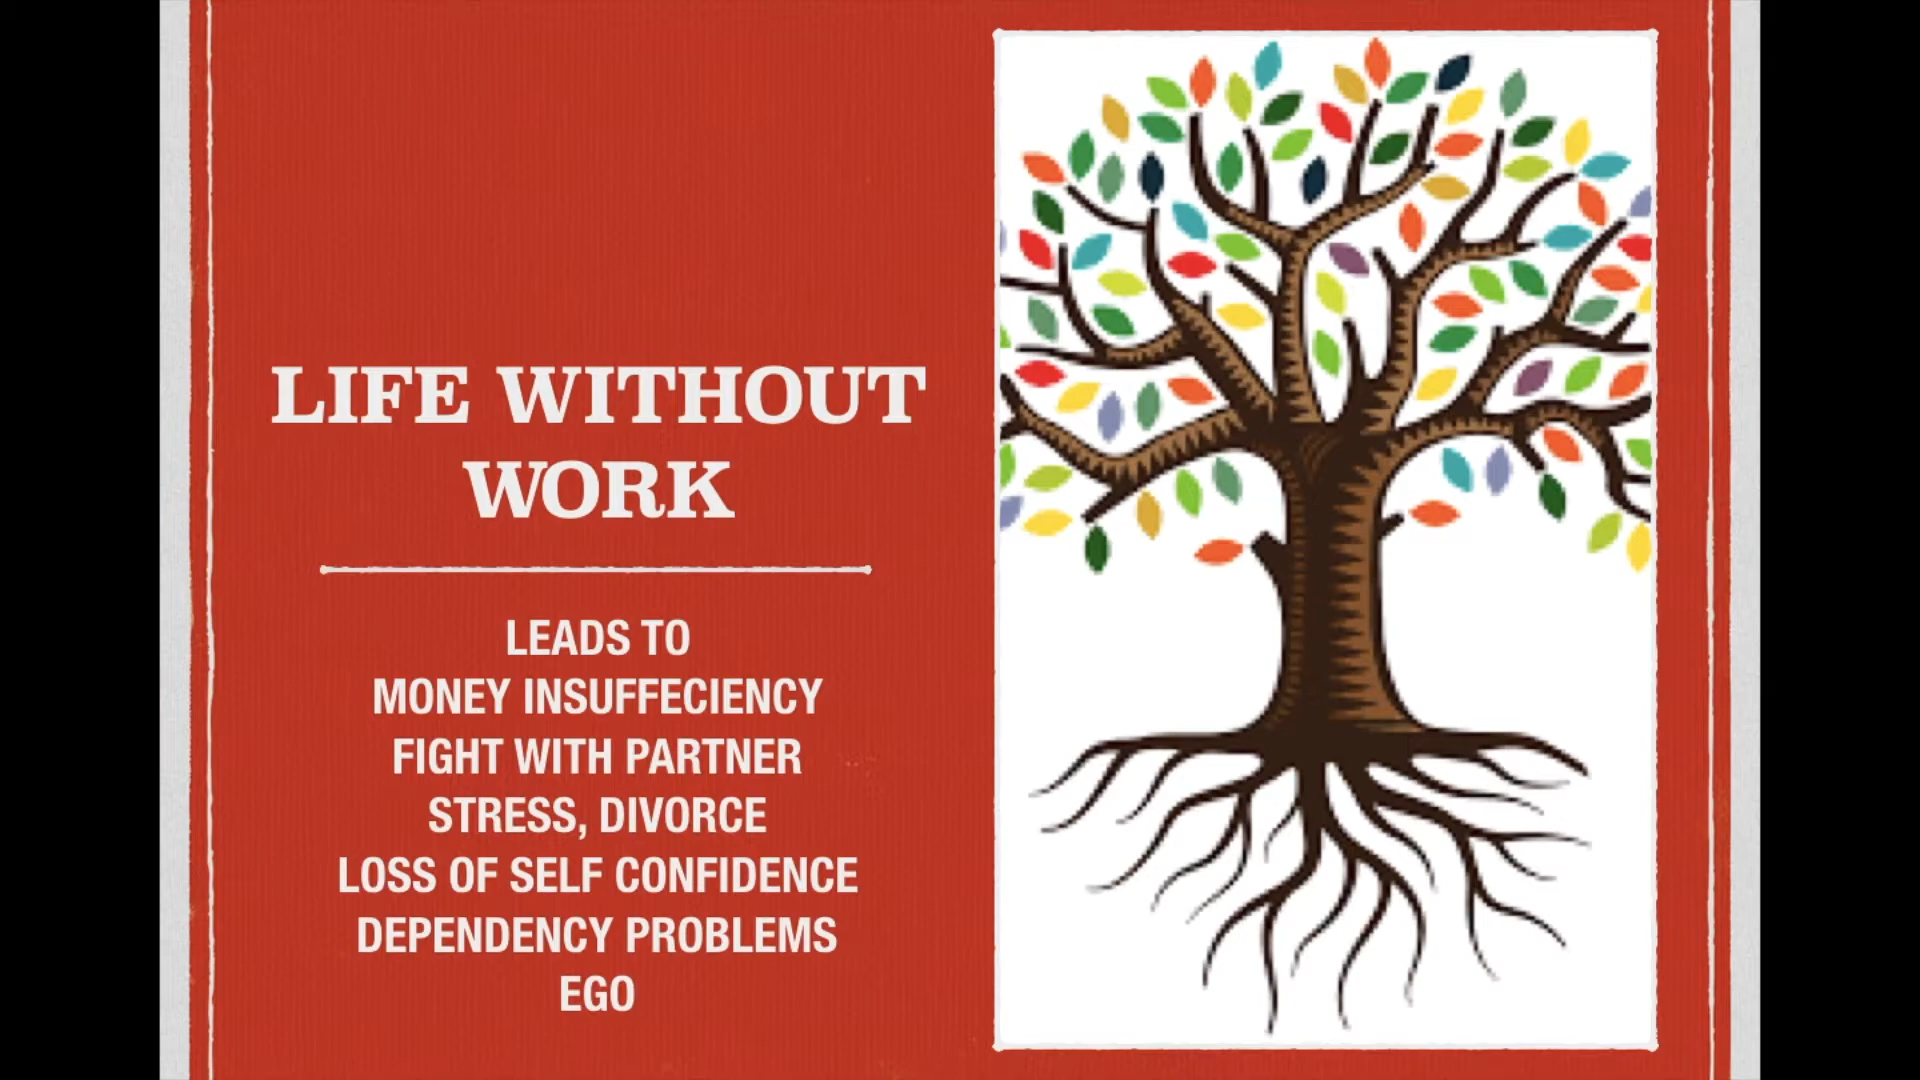 LIFE WITHOUT
WORK
LEADS TO
MONEY INSUFFECIENCY
FIGHT WITH PARTNER
STRESS, DIVORCE
LOSS OF SELF CONFIDENCE
DEPENDENCY PROBLEMS
EGO